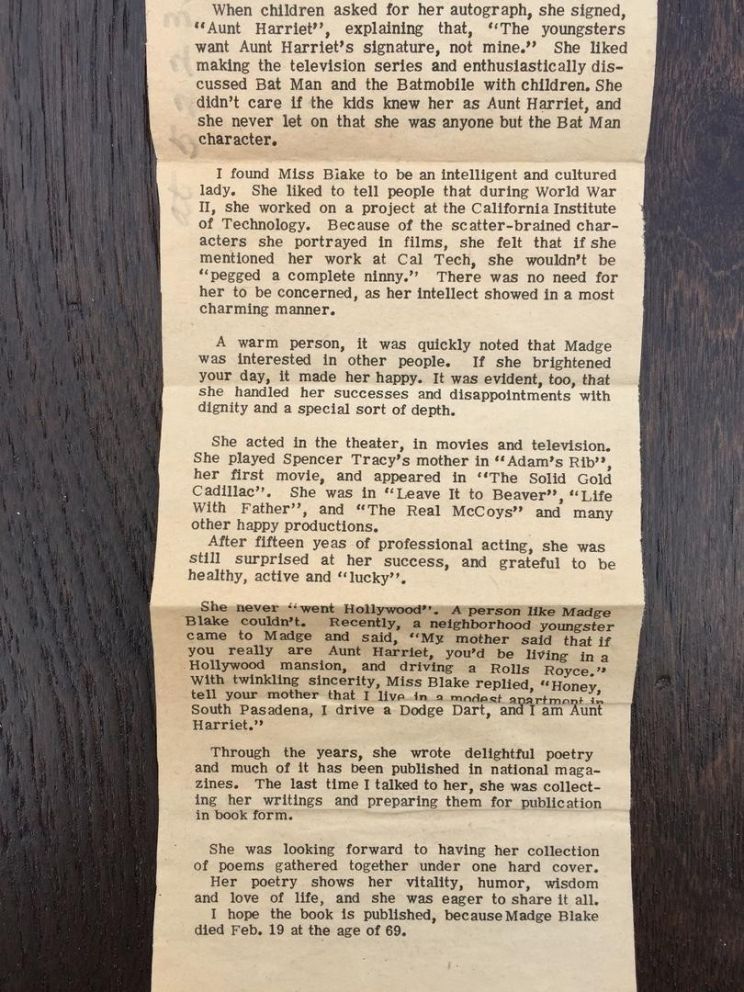 When children asked for her autograph, she signed,
“Aunt Harriet”, explaining that, “The youngsters
want Aunt Harriet's signature, not mine.” She liked
making the television series and enthusiastically dis-
cussed Bat Man and the Batmobile with children. She
didn't care if the kids knew her as Aunt Harriet, and
she never let on that she was anyone but the Bat Man
character.
I found Miss Blake to be an intelligent and cultured
lady. She liked to tell people that during World War
II, she worked on a project at the California Institute
of Technology. Because of the scatter-brained char-
acters she portrayed in films, she felt that if she
mentioned her work at Cal Tech, she wouldn't be
“pegged a complete ninny.” There was no need for
her to be concerned, as her intellect showed in a most
charming manner.
A warm person, it was quickly noted that Madge
was interested in other people. If she brightened
your day, it made her happy. It was evident, too, that
she handled her successes and disappointments with
dignity and a special sort of depth.
She acted in the theater, in movies and television.
She played Spencer Tracy's mother in “Adam's Rib”,
her first movie, and appeared in “The Solid Gold
Cadillac”. She was in “Leave It to Beaver”, “Life
With Father”, and “The Real McCoys” and many
other happy productions.
After fifteen yeas of professional acting, she was
still surprised at her success, and grateful to be
healthy, active and “lucky”.
She never “went Hollywood”. A person like Madge
Blake couldn't. Recently, a neighborhood youngster
came to Madge and said, “My mother said that if
you really are Aunt Harriet, you'd be living in a
Hollywood mansion, and driving a Rolls Royce.”
With twinkling sincerity, Miss Blake replied, “Honey,
tell your mother that I live in a modest apartment in
South Pasadena, I drive a Dodge Dart, and I am Aunt
Harriet.”
Through the years, she wrote delightful poetry
and much of it has been published in national maga-
zines. The last time I talked to her, she was collect-
ing her writings and preparing them for publication
in book form.
She was looking forward to having her collection
of poems gathered together under one hard cover.
Her poetry shows her vitality, humor, wisdom
and love of life, and she was eager to share it all.
I hope the book is published, because Madge Blake
died Feb. 19 at the age of 69.